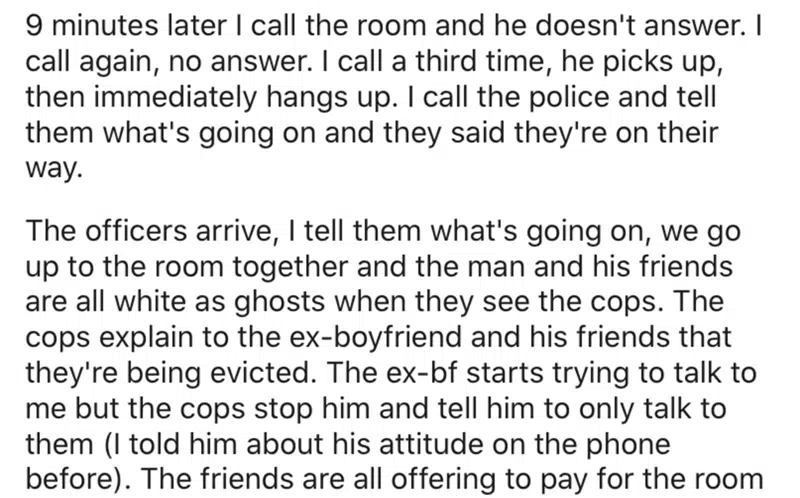 9 minutes later I call the room and he doesn't answer. I
call again, no answer. I call a third time, he picks up,
then immediately hangs up. I call the police and tell
them what's going on and they said they're on their
way.
The officers arrive, I tell them what's going on, we go
up to the room together and the man and his friends
are all white as ghosts when they see the cops. The
cops explain to the ex-boyfriend and his friends that
they're being evicted. The ex-bf starts trying to talk to
me but the cops stop him and tell him to only talk to
them (I told him about his attitude on the phone
before). The friends are all offering to pay for the room